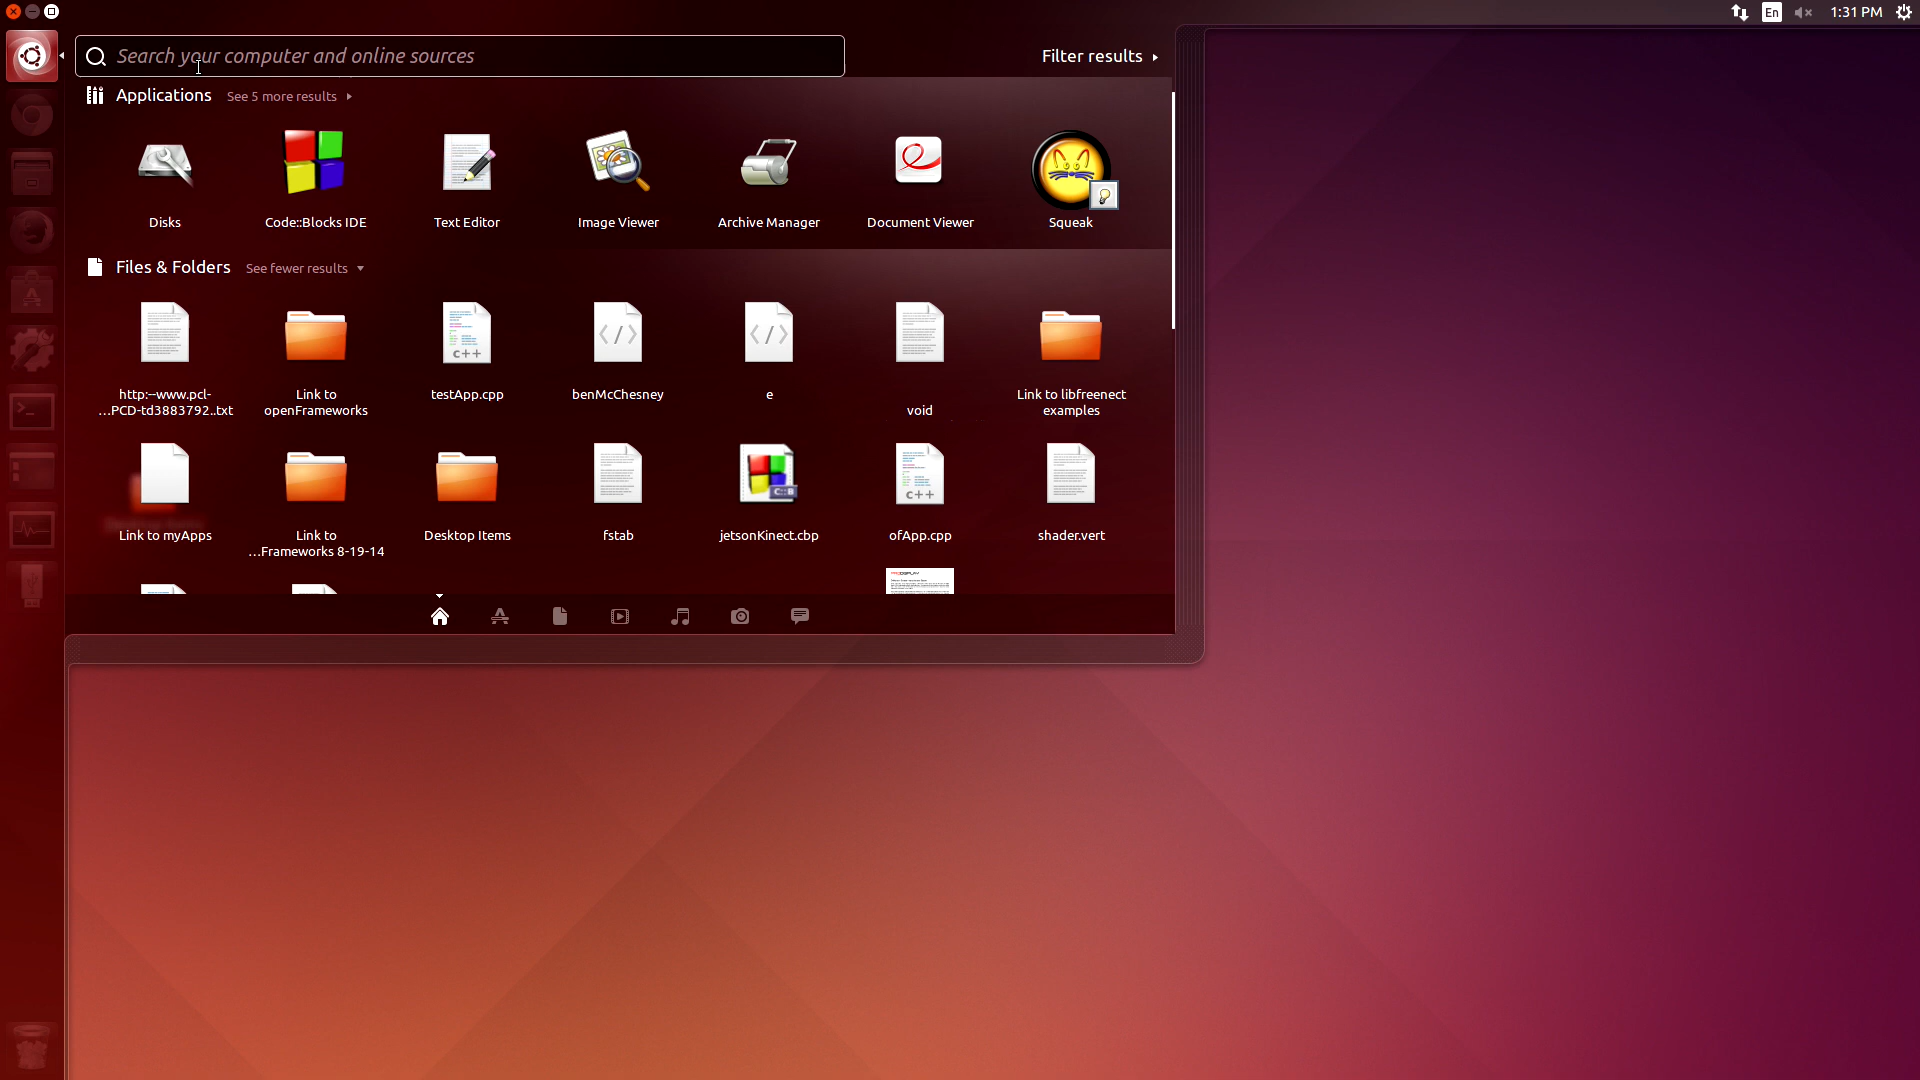 En
1:31 PM
Search your computer and online sources
Filter results
Applications
See 5 more results
Disks
Code::Blocks IDE
Text Editor
Image Viewer
Archive Manager
Document Viewer
Squeak
Files & Folders
See fewer results
http:--www.pcl-
…PCD-td3883792..txt
Link to
openFrameworks
testApp.cpp
benMcChesney
e
void
Link to libfreenect
examples
Link to myApps
Link to
…Frameworks 8-19-14
Desktop Items
fstab
jetsonKinect.cbp
ofApp.cpp
shader.vert